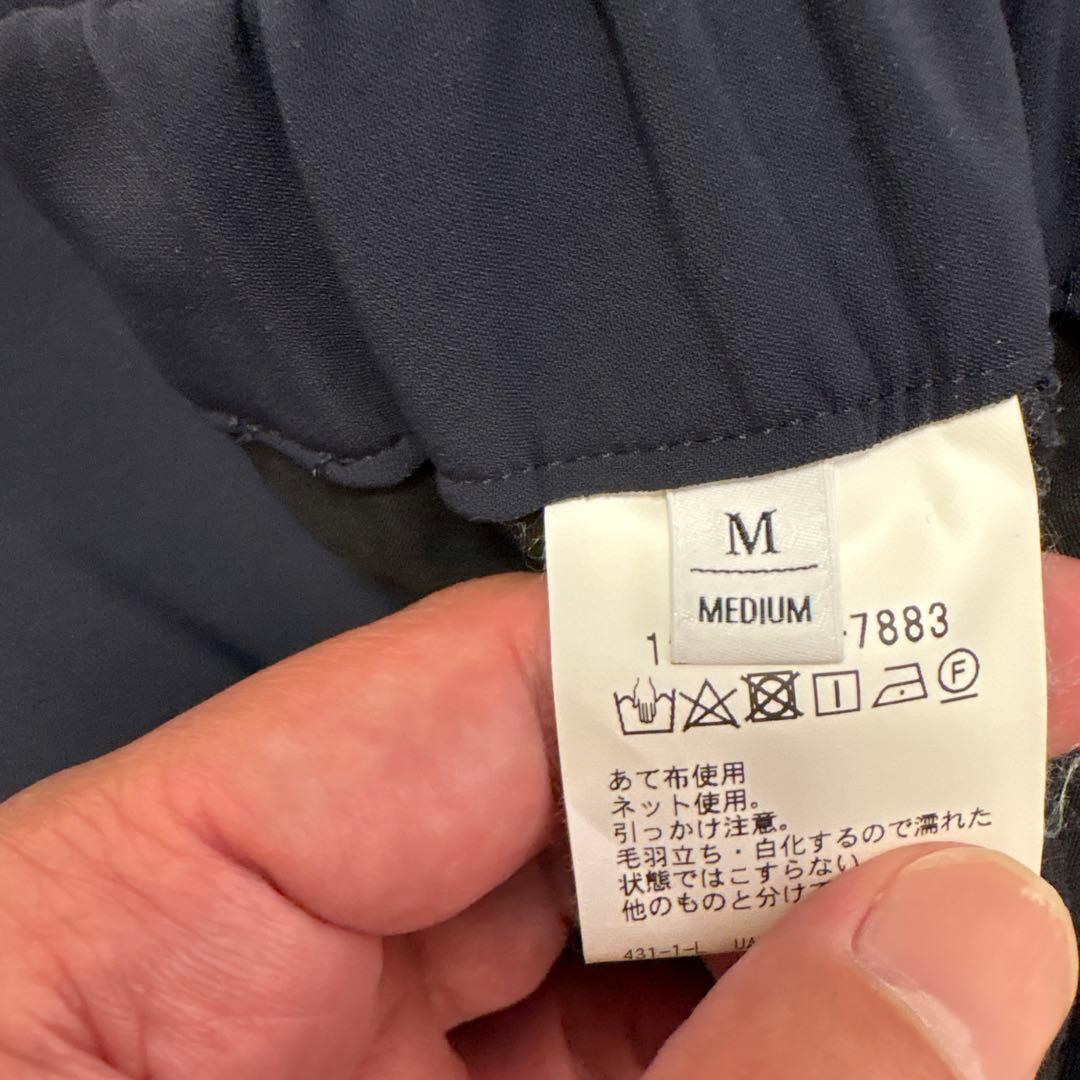 M
MEDIUM
1 -7883
F
あて布使用
ネット使用。
引っかけ注意。
毛羽立ち・白化するので濡れた
状態ではこすらない
他のものと分け
431-1-L UA